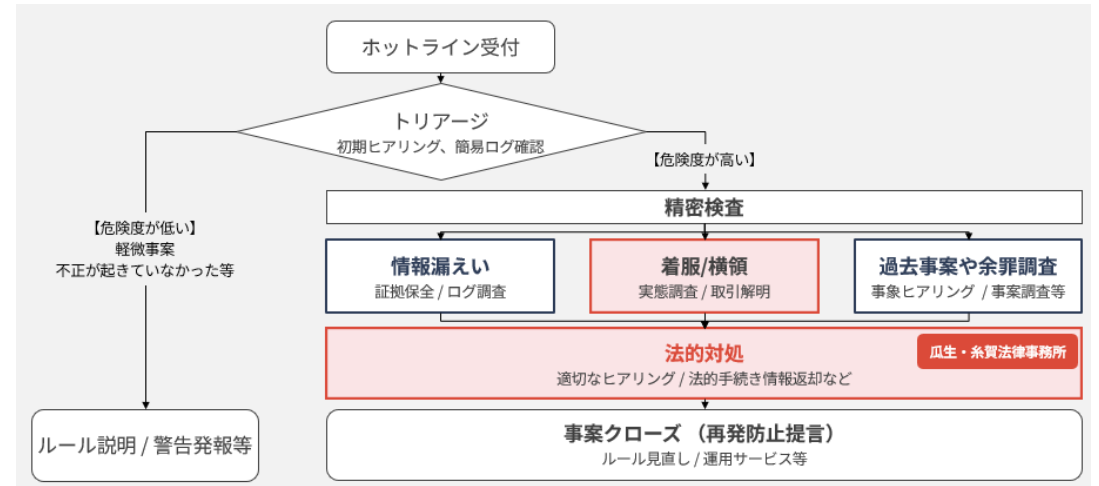 ホットライン受付
トリアージ
初期ヒアリング、簡易ログ確認
【危険度が高い】
【危険度が低い】
軽微事案
不正が起きていなかった等
精密検査
情報漏えい
証拠保全 / ログ調査
着服/横領
実態調査 / 取引解明
過去事案や余罪調査
事象ヒアリング / 事案調査等
法的対処
瓜生・糸賀法律事務所
適切なヒアリング / 法的手続き情報返却など
ルール説明 / 警告発報等
事案クローズ （再発防止提言）
ルール見直し / 運用サービス等